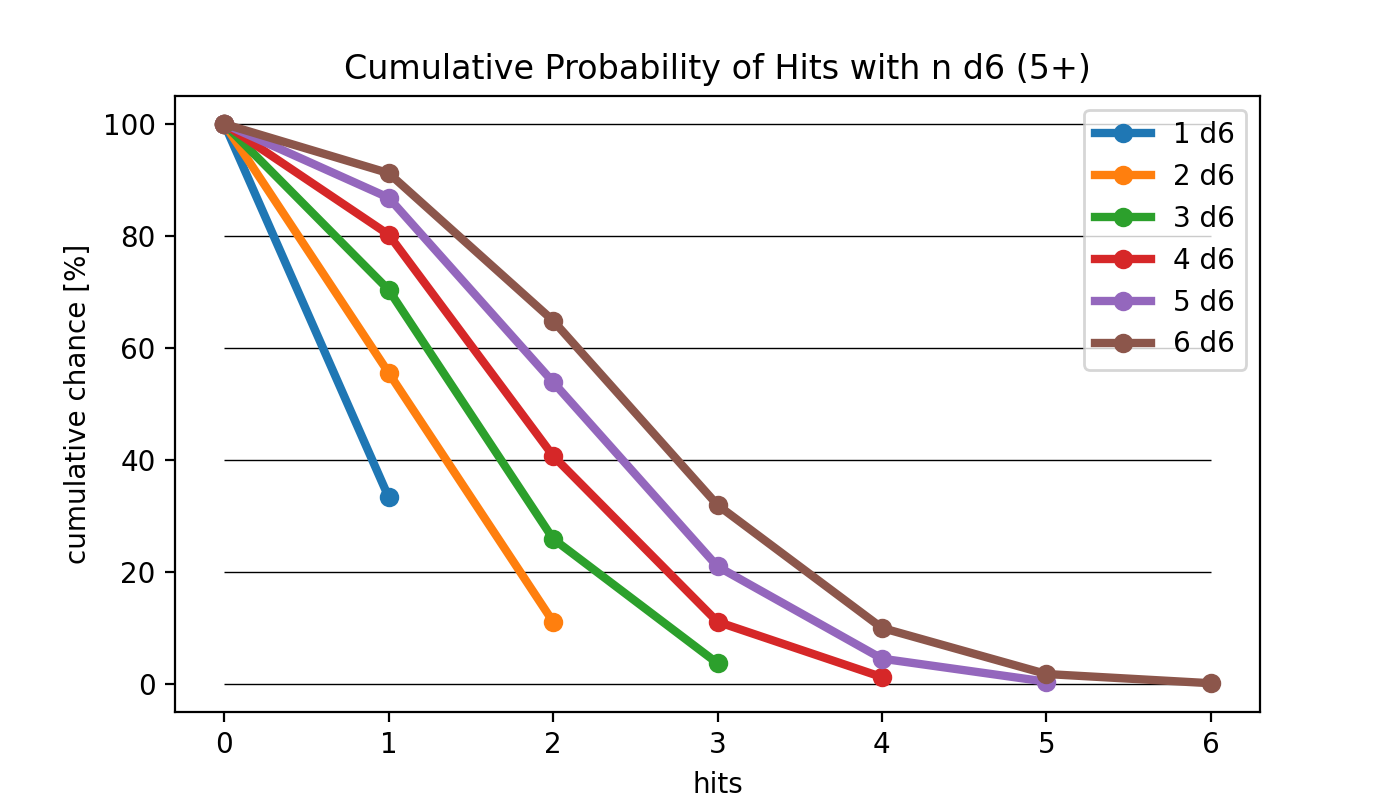 Cumulative Probability of Hits with n d6 (5+)
cumulative chance [%]
100
80
60
40
20
0
0 1 2 3 4 5 6
hits
1 d6
2 d6
3 d6
4 d6
5 d6
6 d6